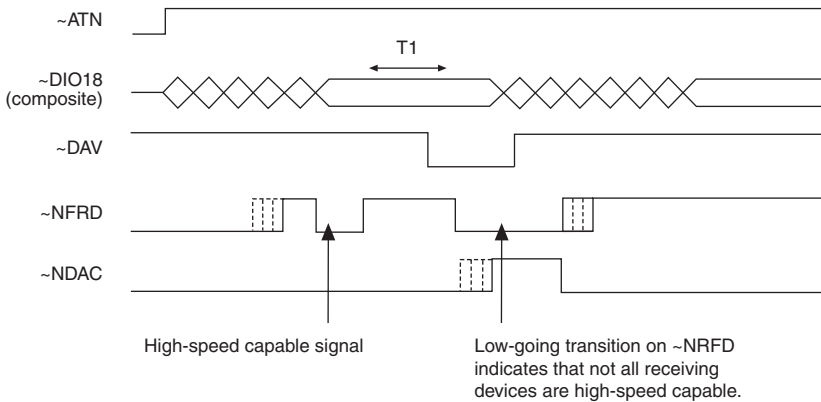 ~ATN
T1
~DIO18
(composite)
~DAV
~NFRD
~NDAC
High-speed capable signal
Low-going transition on ~NRFD
indicates that not all receiving
devices are high-speed capable.